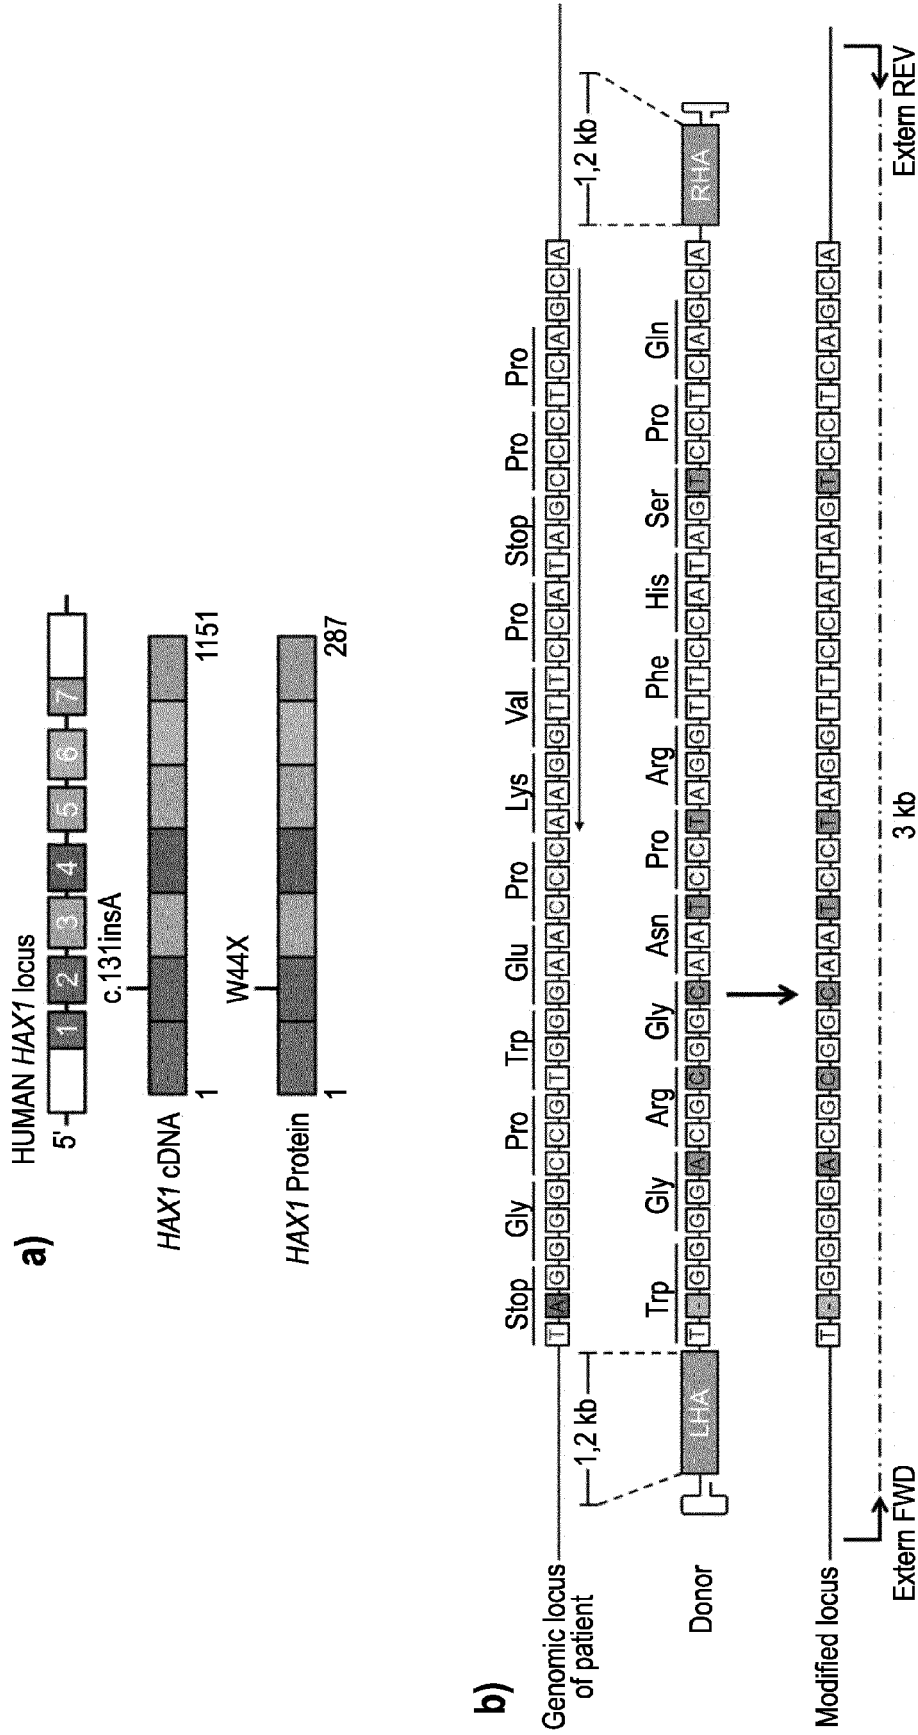 a)
HUMAN HAX1 locus
5'
1 2 3 4 5 6 7
c.131insA
HAX1 cDNA
1 1151
W44X
HAX1 Protein
1 287
b)
Stop Gly Pro Trp Glu Pro Lys Val Pro Stop Pro Pro
Genomic locus
of patient
T A G G G G C C G T G G G A A C C C A A G G T T C C A T A G C C C T C A G C A
1,2 kb 1,2 kb
Trp Gly Arg Gly Asn Pro Arg Phe His Ser Pro Gln
Donor
LHA T - G G G G A C G C G G C A A T C C T A G G T T C C A T A G T C C T C A G C A RHA
Modified locus
T - G G G G A C G C G G C A A T C C T A G G T T C C A T A G T C C T C A G C A
Extern FWD 3 kb Extern REV